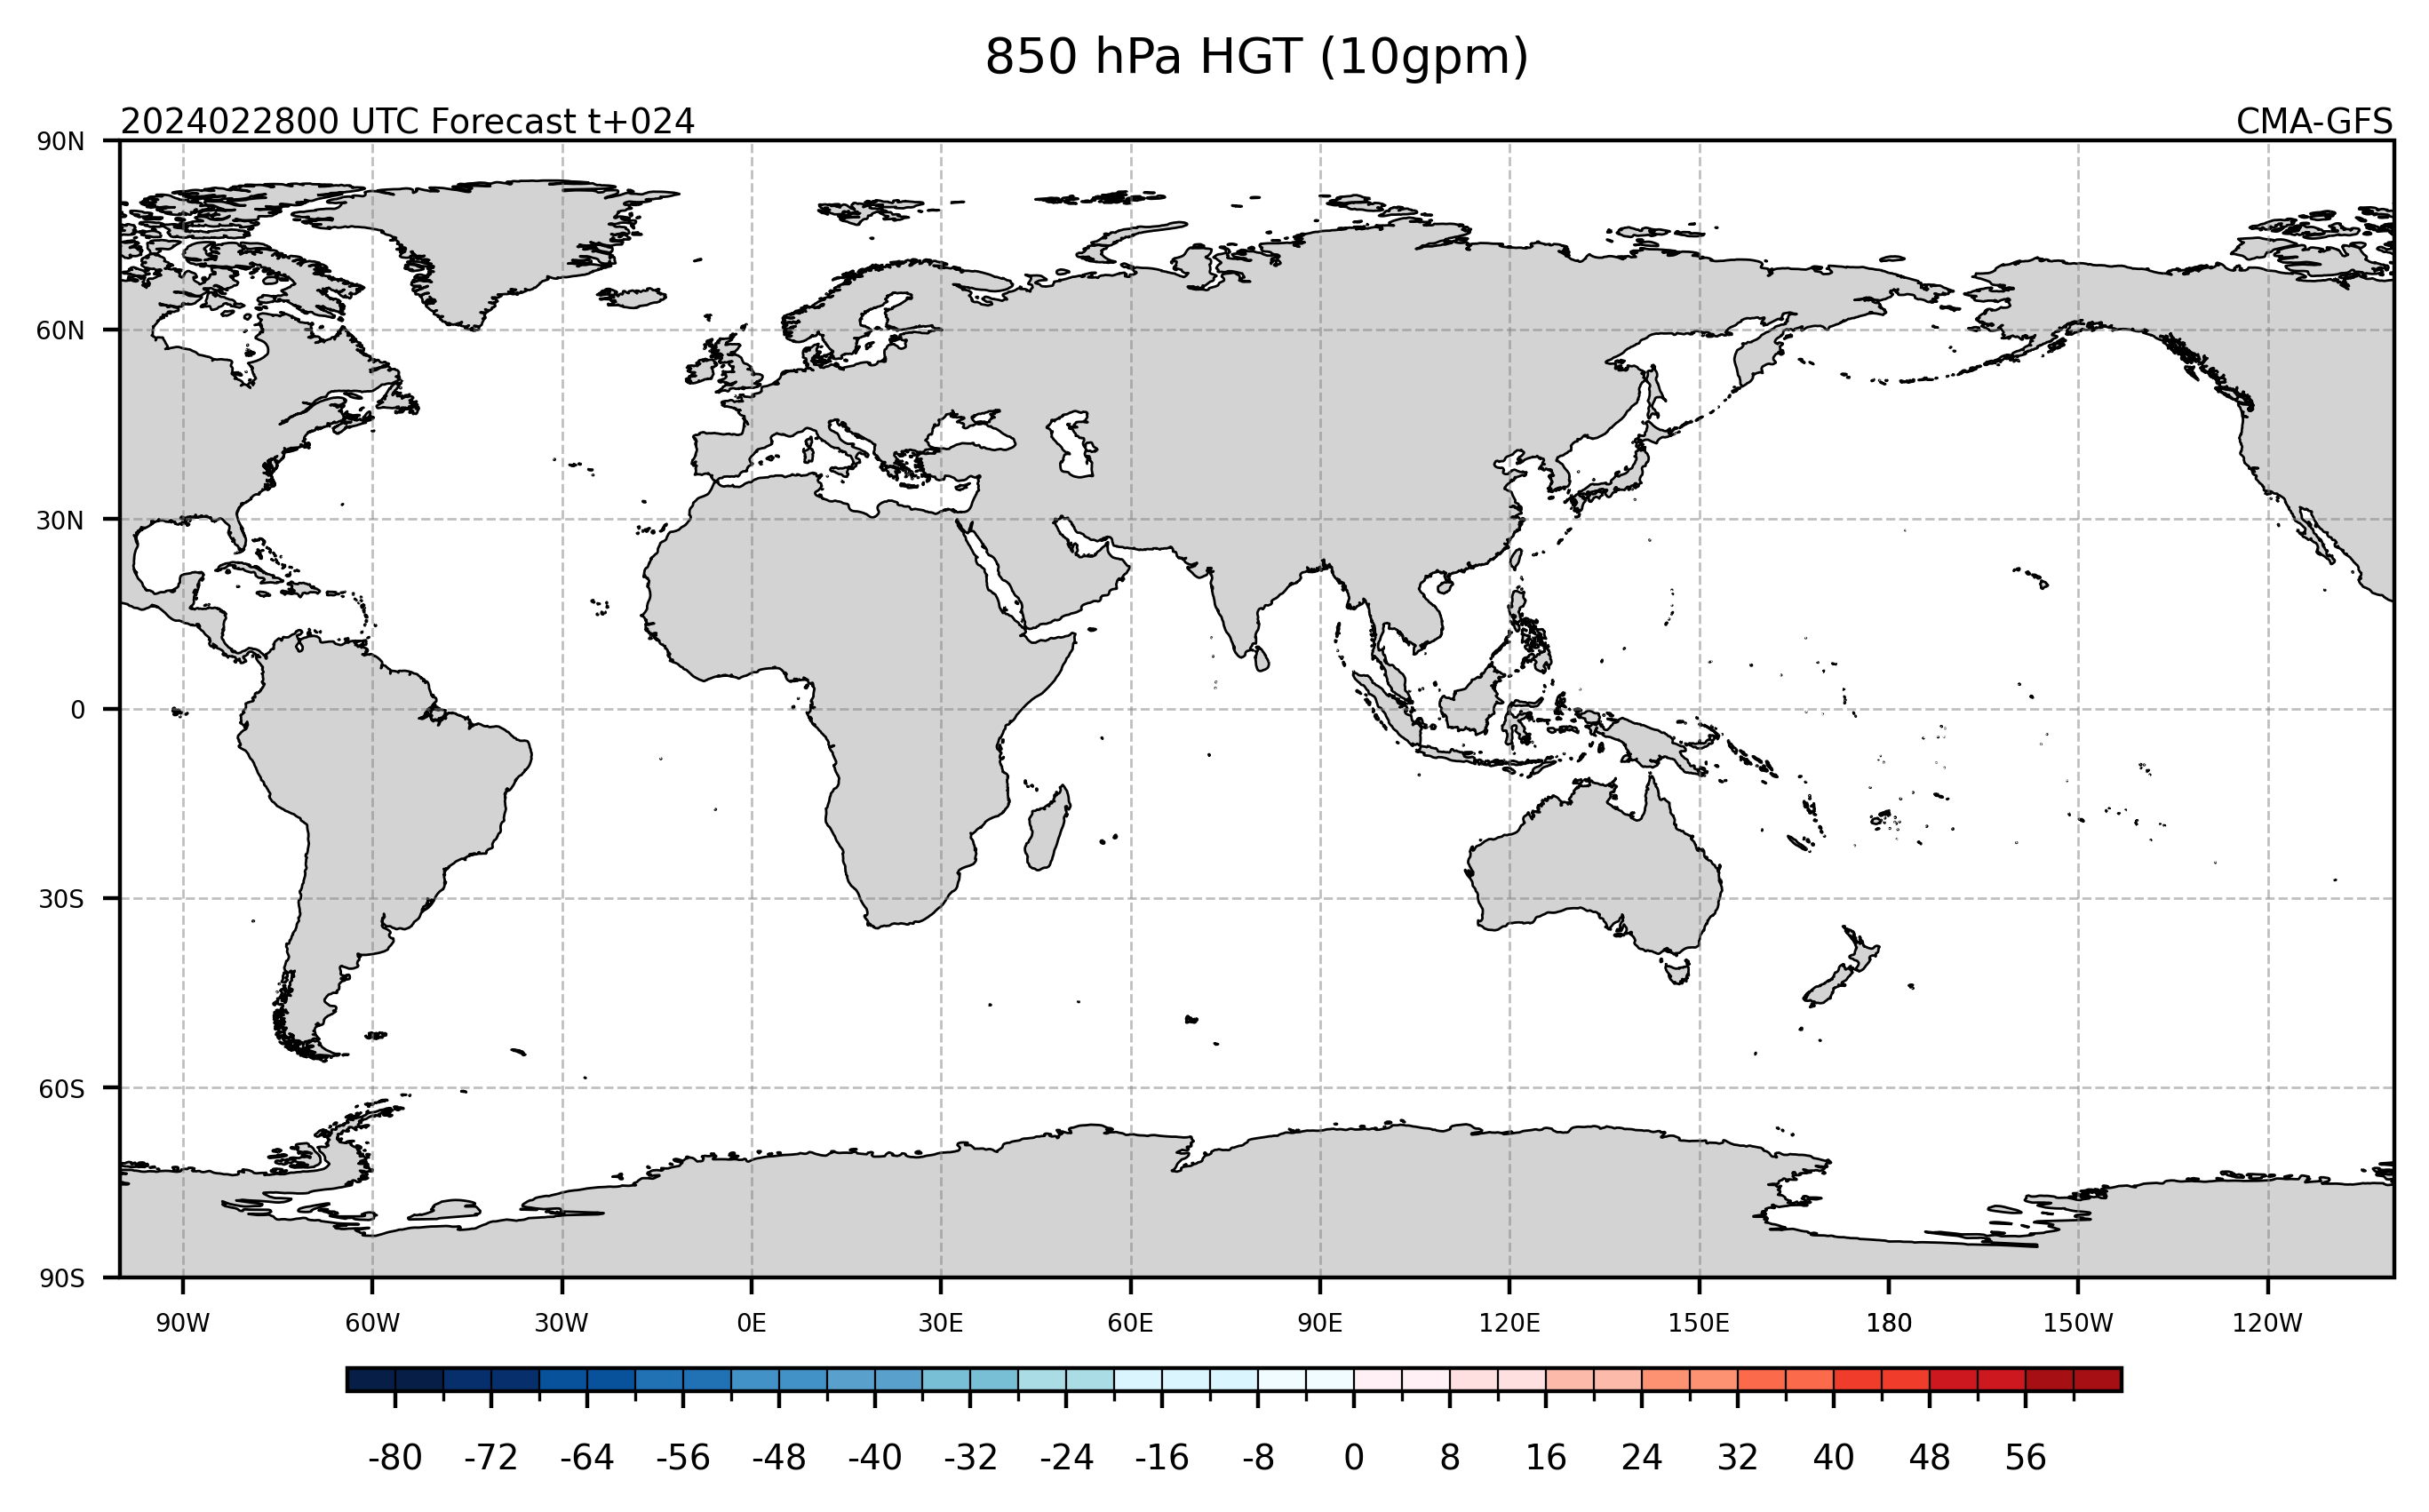 850 hPa HGT (10gpm)
2024022800 UTC Forecast t+024 CMA-GFS
90N
60N
30N
0
30S
60S
90S
90W 60W 30W 0E 30E 60E 90E 120E 150E 180 150W 120W
-80 -72 -64 -56 -48 -40 -32 -24 -16 -8 0 8 16 24 32 40 48 56